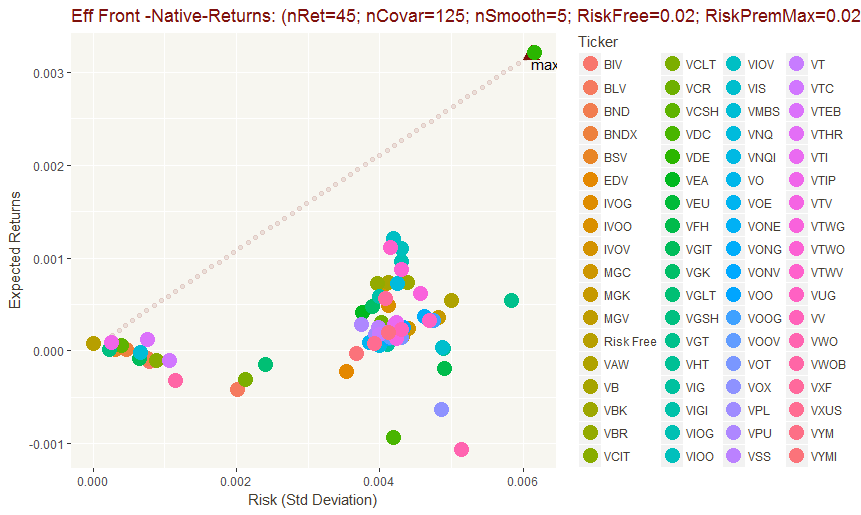 Eff Front -Native-Returns: (nRet=45; nCovar=125; nSmooth=5; RiskFree=0.02; RiskPremMax=0.02
0.003
0.002
0.001
0.000
-0.001
Expected Returns
max
0.000 0.002 0.004 0.006
Risk (Std Deviation)
Ticker
BIV VCLT VIOV VT
BLV VCR VIS VTC
BND VCSH VMBS VTEB
BNDX VDC VNQ VTHR
BSV VDE VNQI VTI
EDV VEA VO VTIP
IVOG VEU VOE VTV
IVOO VFH VONE VTWG
IVOV VGIT VONG VTWO
MGC VGK VONV VTWV
MGK VGLT VOO VUG
MGV VGSH VOOG VV
Risk Free VGT VOOV VWO
VAW VHT VOT VWOB
VB VIG VOX VXF
VBK VIGI VPL VXUS
VBR VIOG VPU VYM
VCIT VIOO VSS VYMI